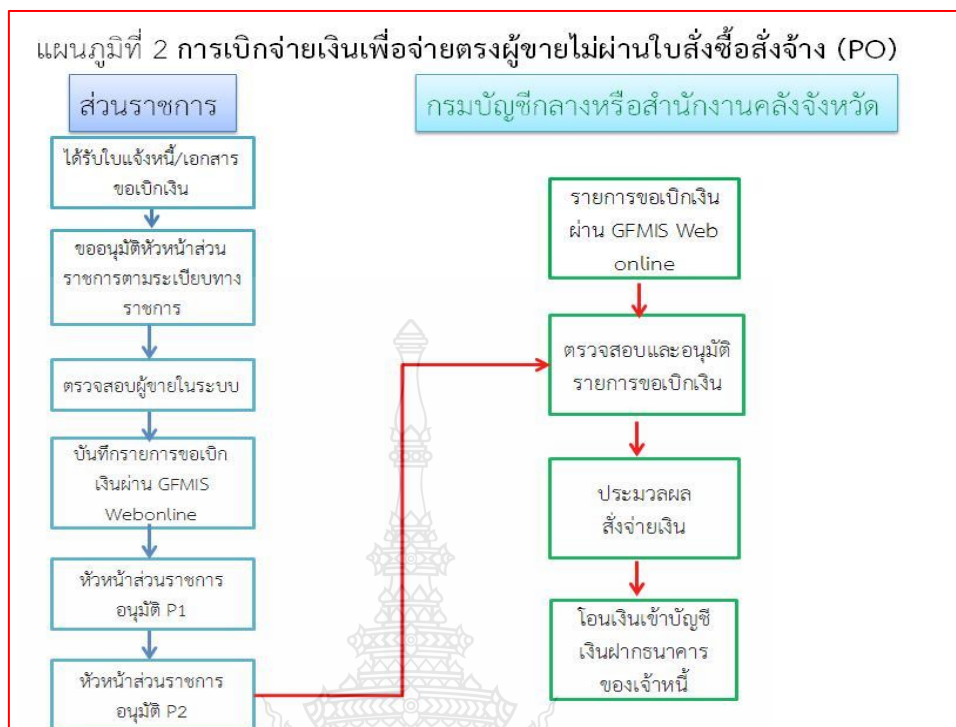 แผนภูมิที่ 2 การเบิกจ่ายเงินเพื่อจ่ายตรงผู้ขายไม่ผ่านใบสั่งซื้อสั่งจ้าง (PO)
ส่วนราชการ
ได้รับใบแจ้งหนี้/เอกสาร
ขอเบิกเงิน
ขออนุมัติหัวหน้าส่วน
ราชการตามระเบียบทาง
ราชการ
ตรวจสอบผู้ขายในระบบ
บันทึกรายการขอเบิก
เงินผ่าน GFMIS
Webonline
หัวหน้าส่วนราชการ
อนุมัติ P1
หัวหน้าส่วนราชการ
อนุมัติ P2
กรมบัญชีกลางหรือสำนักงานคลังจังหวัด
รายการขอเบิกเงิน
ผ่าน GFMIS Web
online
ตรวจสอบและอนุมัติ
รายการขอเบิกเงิน
ประมวลผล
สั่งจ่ายเงิน
โอนเงินเข้าบัญชี
เงินฝากธนาคาร
ของเจ้าหนี้